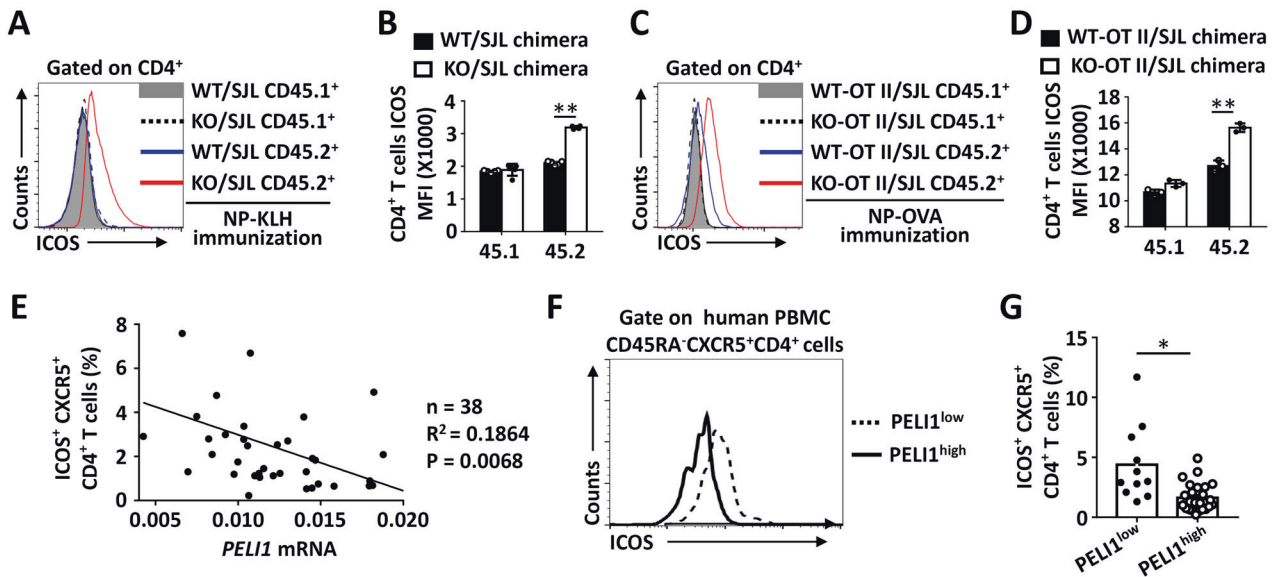 A
Gated on CD4⁺
Counts
ICOS
WT/SJL CD45.1⁺
KO/SJL CD45.1⁺
WT/SJL CD45.2⁺
KO/SJL CD45.2⁺
NP-KLH
immunization
B
WT/SJL chimera
KO/SJL chimera
CD4⁺ T cells ICOS
MFI (X1000)
4
3
2
1
0
**
45.1
45.2
C
Gated on CD4⁺
Counts
ICOS
WT-OT II/SJL CD45.1⁺
KO-OT II/SJL CD45.1⁺
WT-OT II/SJL CD45.2⁺
KO-OT II/SJL CD45.2⁺
NP-OVA
immunization
D
WT-OT II/SJL chimera
KO-OT II/SJL chimera
CD4⁺ T cells ICOS
MFI (X1000)
18
16
14
12
10
8
**
45.1
45.2
E
ICOS⁺ CXCR5⁺
CD4⁺ T cells (%)
8
6
4
2
0
0.005
0.010
0.015
0.020
PELI1 mRNA
n = 38
R² = 0.1864
P = 0.0068
F
Gate on human PBMC
CD45RA⁻CXCR5⁺CD4⁺ cells
Counts
ICOS
PELI1ˡᵒʷ
PELI1ʰⁱᵍʰ
G
ICOS⁺ CXCR5⁺
CD4⁺ T cells (%)
15
10
5
0
*
PELI1ˡᵒʷ
PELI1ʰⁱᵍʰ